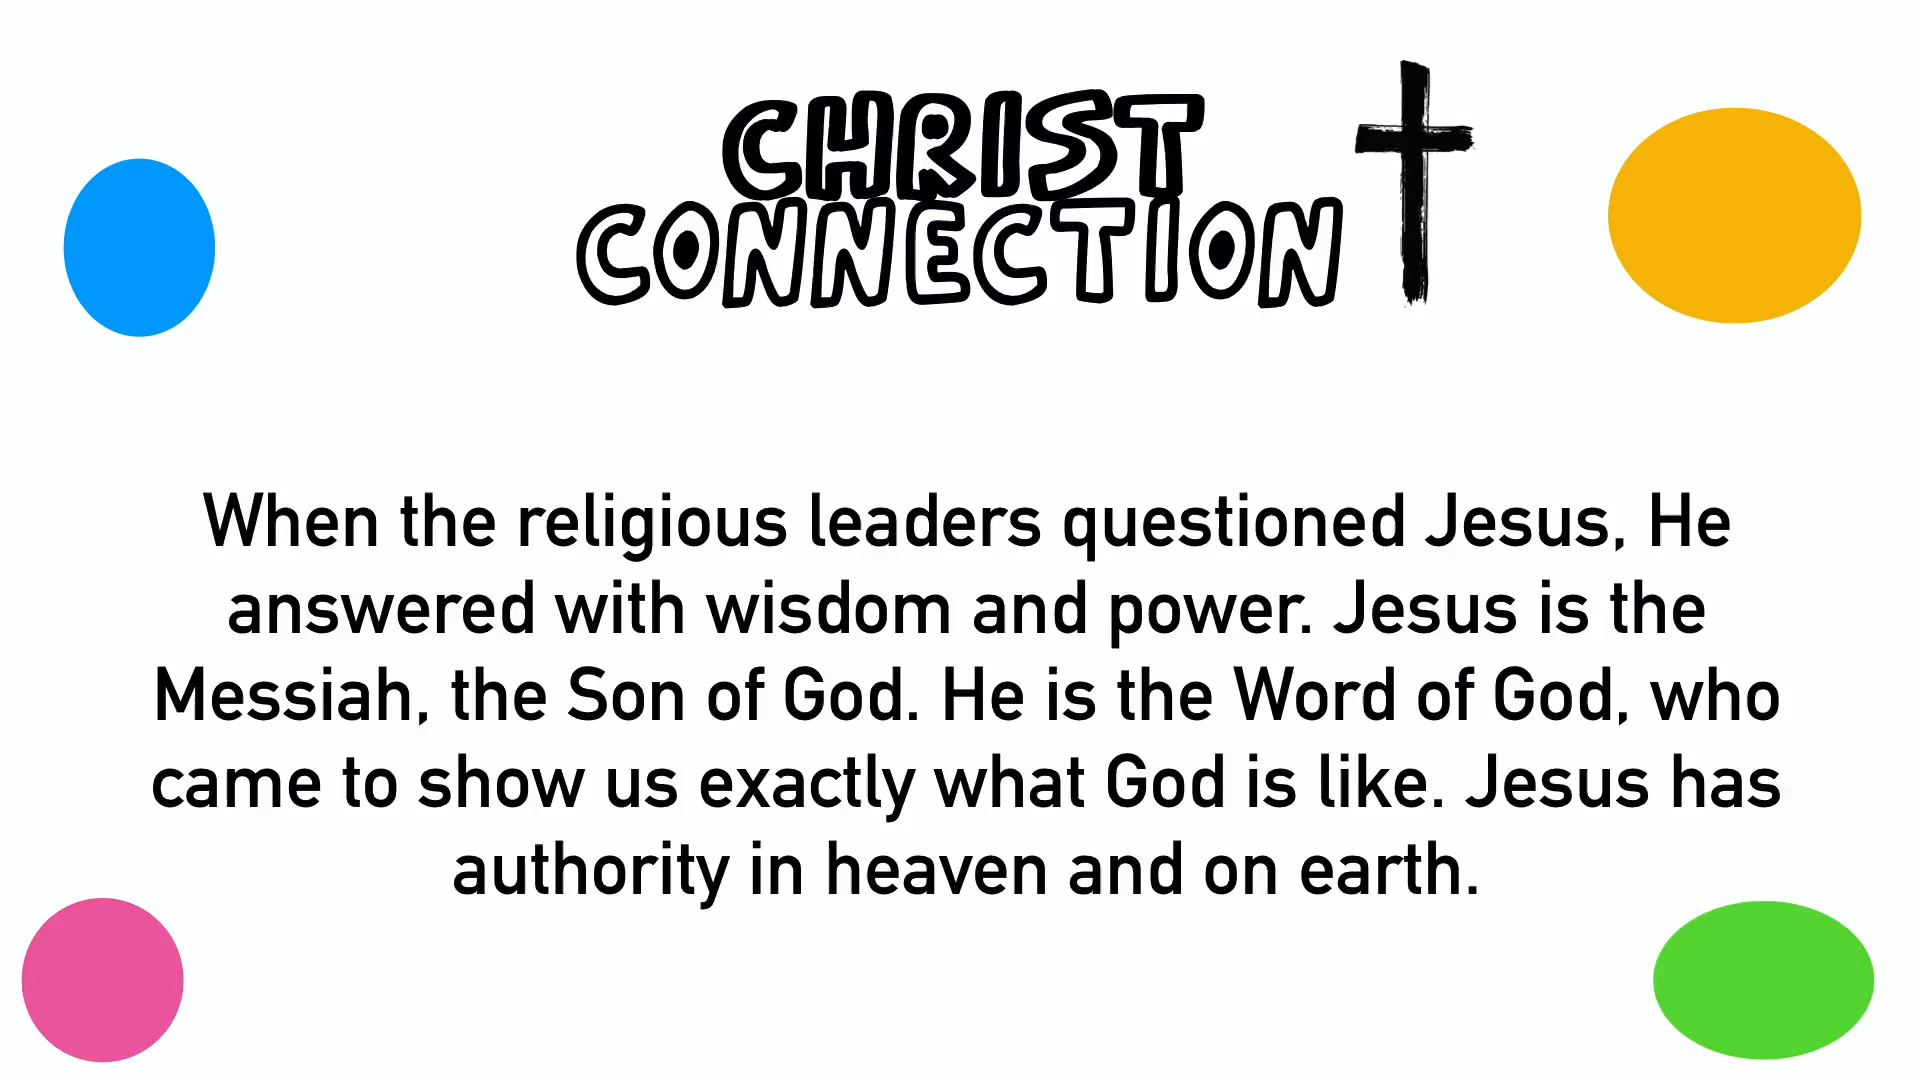 CHRIST
CONNECTION
When the religious leaders questioned Jesus, He
answered with wisdom and power. Jesus is the
Messiah, the Son of God. He is the Word of God, who
came to show us exactly what God is like. Jesus has
authority in heaven and on earth.